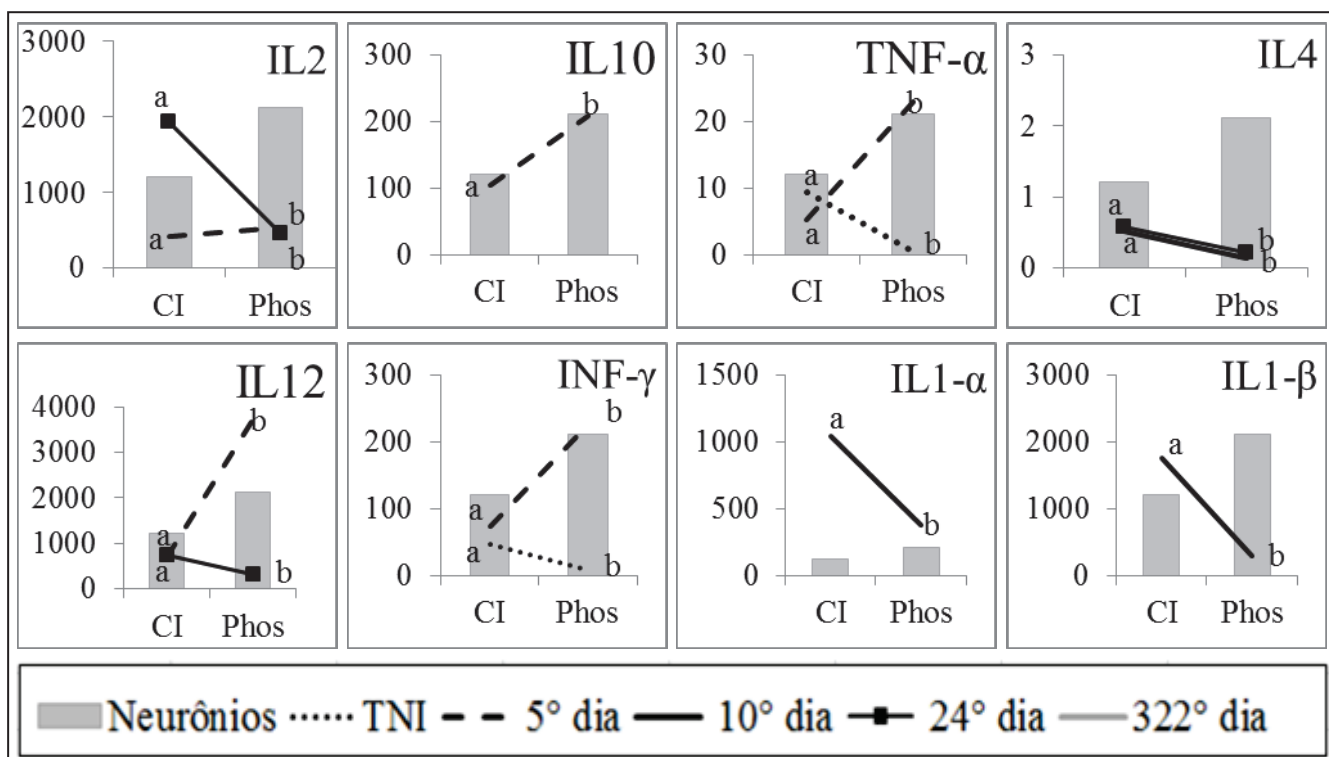 IL2
3000
2000
1000
0
a
a
b
b
CI Phos
IL10
300
200
100
0
a
b
CI Phos
TNF-α
30
20
10
0
a
a
b
b
CI Phos
IL4
3
2
1
0
a
a
b
b
CI Phos
IL12
4000
3000
2000
1000
0
a
a
b
b
CI Phos
INF-γ
300
200
100
0
a
a
b
b
CI Phos
IL1-α
1500
1000
500
0
a
b
CI Phos
IL1-β
3000
2000
1000
0
a
b
CI Phos
Neurônios TNI 5° dia 10° dia 24° dia 322° dia